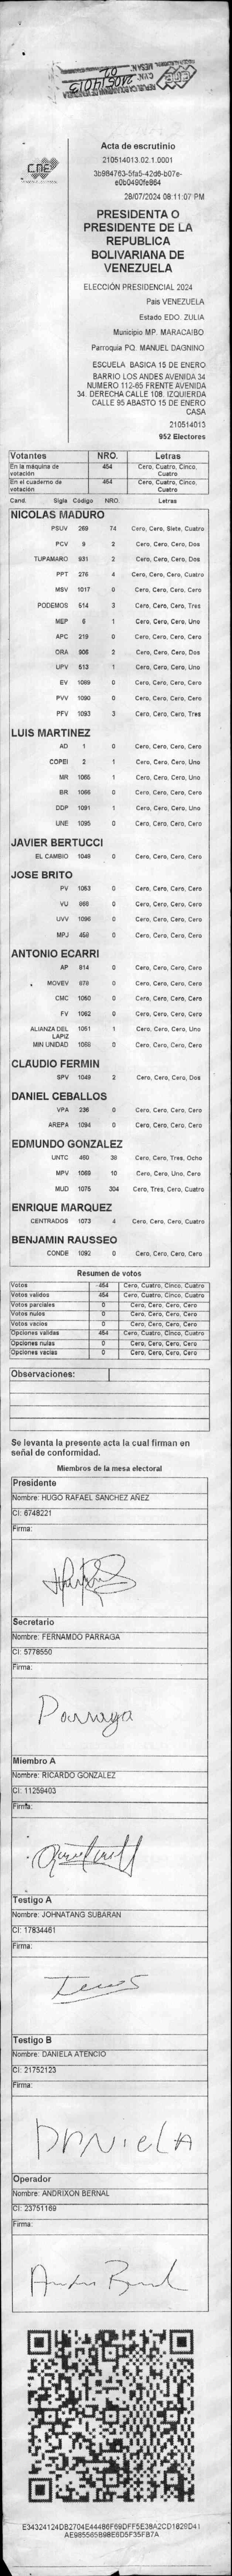 CNE
Acta de escrutinio
210514013.02.1.0001
3b984763-5fa5-42d6-b07e-
e0b0490fe864
28/07/2024 08:11:07 PM
PRESIDENTA O
PRESIDENTE DE LA
REPUBLICA
BOLIVARIANA DE
VENEZUELA
ELECCIÓN PRESIDENCIAL 2024
Pais VENEZUELA
Estado EDO. ZULIA
Municipio MP. MARACAIBO
Parroquia PQ. MANUEL DAGNINO
ESCUELA BASICA 15 DE ENERO
BARRIO LOS ANDES AVENIDA 34
NUMERO 112-65 FRENTE AVENIDA
34. DERECHA CALLE 108. IZQUIERDA
CALLE 95 ABASTO 15 DE ENERO
CASA
210514013
952 Electores
Votantes NRO. Letras
En la máquina de votación 454 Cero, Cuatro, Cinco, Cuatro
En el cuaderno de votación 454 Cero, Cuatro, Cinco, Cuatro
Cand. Sigla Código NRO. Letras
NICOLAS MADURO
PSUV 269 74 Cero, Cero, Siete, Cuatro
PCV 9 2 Cero, Cero, Cero, Dos
TUPAMARO 931 2 Cero, Cero, Cero, Dos
PPT 276 4 Cero, Cero, Cero, Cuatro
MSV 1017 0 Cero, Cero, Cero, Cero
PODEMOS 514 3 Cero, Cero, Cero, Tres
MEP 6 1 Cero, Cero, Cero, Uno
APC 219 0 Cero, Cero, Cero, Cero
ORA 906 2 Cero, Cero, Cero, Dos
UPV 513 1 Cero, Cero, Cero, Uno
EV 1089 0 Cero, Cero, Cero, Cero
PVV 1090 0 Cero, Cero, Cero, Cero
PFV 1093 3 Cero, Cero, Cero, Tres
LUIS MARTINEZ
AD 1 0 Cero, Cero, Cero, Cero
COPEI 2 1 Cero, Cero, Cero, Uno
MR 1065 1 Cero, Cero, Cero, Uno
BR 1066 0 Cero, Cero, Cero, Cero
DDP 1091 1 Cero, Cero, Cero, Uno
UNE 1095 0 Cero, Cero, Cero, Cero
JAVIER BERTUCCI
EL CAMBIO 1048 0 Cero, Cero, Cero, Cero
JOSE BRITO
PV 1053 0 Cero, Cero, Cero, Cero
VU 868 0 Cero, Cero, Cero, Cero
UVV 1096 0 Cero, Cero, Cero, Cero
MPJ 458 0 Cero, Cero, Cero, Cero
ANTONIO ECARRI
AP 814 0 Cero, Cero, Cero, Cero
MOVEV 878 0 Cero, Cero, Cero, Cero
CMC 1050 0 Cero, Cero, Cero, Cero
FV 1062 0 Cero, Cero, Cero, Cero
ALIANZA DEL LAPIZ 1051 1 Cero, Cero, Cero, Uno
MIN UNIDAD 1068 0 Cero, Cero, Cero, Cero
CLAUDIO FERMIN
SPV 1049 2 Cero, Cero, Cero, Dos
DANIEL CEBALLOS
VPA 236 0 Cero, Cero, Cero, Cero
AREPA 1094 0 Cero, Cero, Cero, Cero
EDMUNDO GONZALEZ
UNTC 460 38 Cero, Cero, Tres, Ocho
MPV 1069 10 Cero, Cero, Uno, Cero
MUD 1075 304 Cero, Tres, Cero, Cuatro
ENRIQUE MARQUEZ
CENTRADOS 1073 4 Cero, Cero, Cero, Cuatro
BENJAMIN RAUSSEO
CONDE 1092 0 Cero, Cero, Cero, Cero
Resumen de votos
Votos 454 Cero, Cuatro, Cinco, Cuatro
Votos validos 454 Cero, Cuatro, Cinco, Cuatro
Votos parciales 0 Cero, Cero, Cero, Cero
Votos nulos 0 Cero, Cero, Cero, Cero
Votos vacios 0 Cero, Cero, Cero, Cero
Opciones validas 454 Cero, Cuatro, Cinco, Cuatro
Opciones nulas 0 Cero, Cero, Cero, Cero
Opciones vacias 0 Cero, Cero, Cero, Cero
Observaciones:
Se levanta la presente acta la cual firman en
señal de conformidad.
Miembros de la mesa electoral
Presidente
Nombre: HUGO RAFAEL SANCHEZ AÑEZ
CI: 6748221
Firma:
Secretario
Nombre: FERNAMDO PARRAGA
CI: 5778550
Firma:
Parraga
Miembro A
Nombre: RICARDO GONZALEZ
CI: 11259403
Firma:
Testigo A
Nombre: JOHNATANG SUBARAN
CI: 17834461
Firma:
Testigo B
Nombre: DANIELA ATENCIO
CI: 21752123
Firma:
DANieLA
Operador
Nombre: ANDRIXON BERNAL
CI: 23751169
Firma:
E34324124DB2704E44486F69DFF5E38A2CD1828D41
AE985565B98E6D5F35FB7A